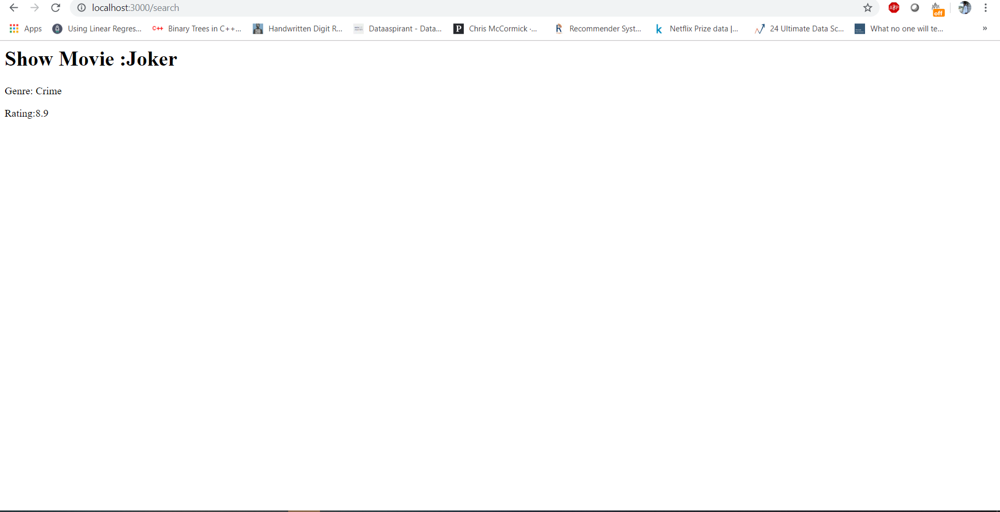 localhost:3000/search
ABP
off
Apps Using Linear Regres... C++ Binary Trees in C++... Handwritten Digit R... Dataaspirant - Data... P Chris McCormick ·... R Recommender Syst... k Netflix Prize data |... 24 Ultimate Data Sc... What no one will te... »
Show Movie :Joker
Genre: Crime
Rating:8.9